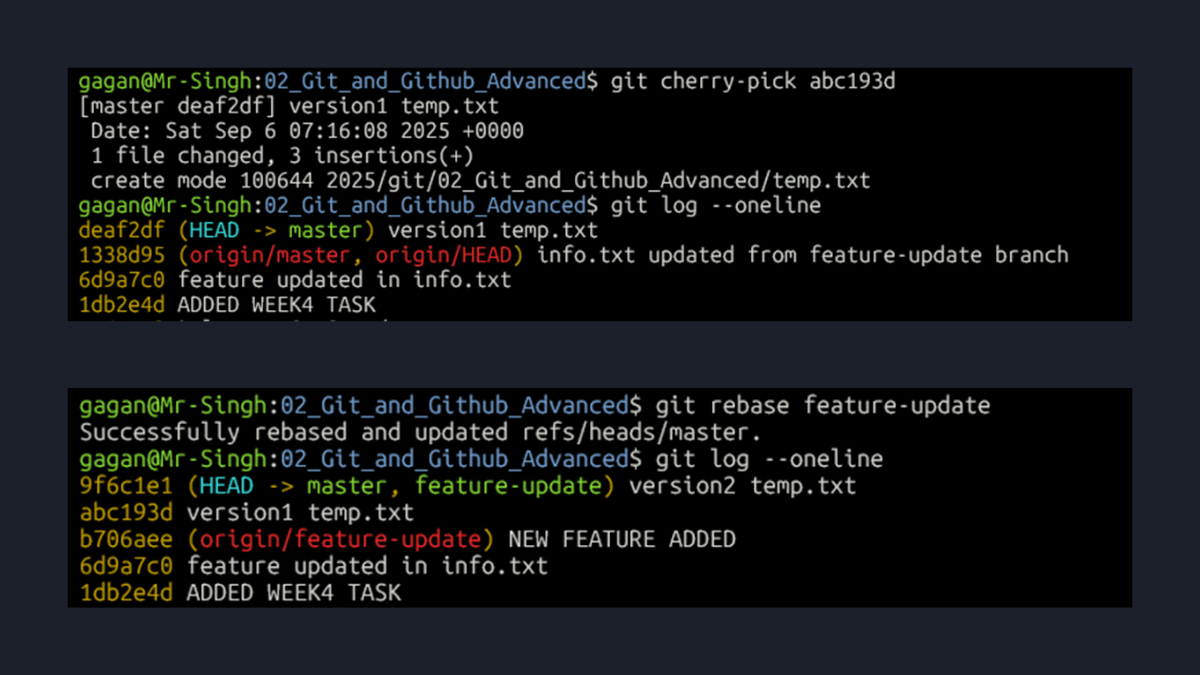 gagan@Mr-Singh:02_Git_and_Github_Advanced$ git cherry-pick abc193d
[master deaf2df] version1 temp.txt
Date: Sat Sep 6 07:16:08 2025 +0000
1 file changed, 3 insertions(+)
create mode 100644 2025/git/02_Git_and_Github_Advanced/temp.txt
gagan@Mr-Singh:02_Git_and_Github_Advanced$ git log --oneline
deaf2df (HEAD -> master) version1 temp.txt
1338d95 (origin/master, origin/HEAD) info.txt updated from feature-update branch
6d9a7c0 feature updated in info.txt
1db2e4d ADDED WEEK4 TASK
gagan@Mr-Singh:02_Git_and_Github_Advanced$ git rebase feature-update
Successfully rebased and updated refs/heads/master.
gagan@Mr-Singh:02_Git_and_Github_Advanced$ git log --oneline
9f6c1e1 (HEAD -> master, feature-update) version2 temp.txt
abc193d version1 temp.txt
b706aee (origin/feature-update) NEW FEATURE ADDED
6d9a7c0 feature updated in info.txt
1db2e4d ADDED WEEK4 TASK